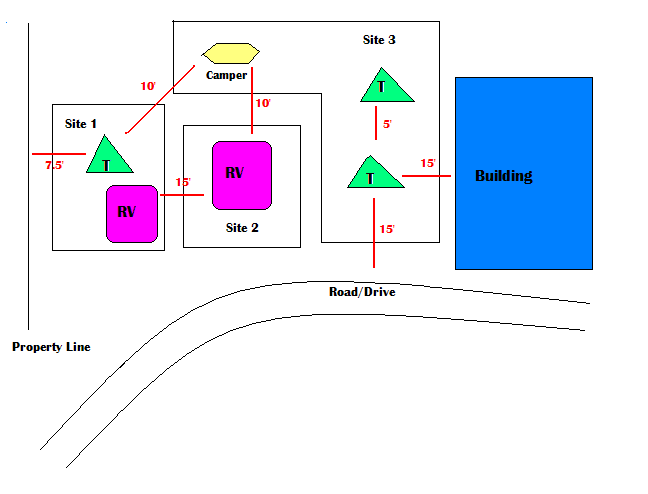 Site 3
Camper
10'
10'
T
Site 1
5'
T
7.5'
15'
RV
15'
T
Building
RV
Site 2
15'
Road/Drive
Property Line